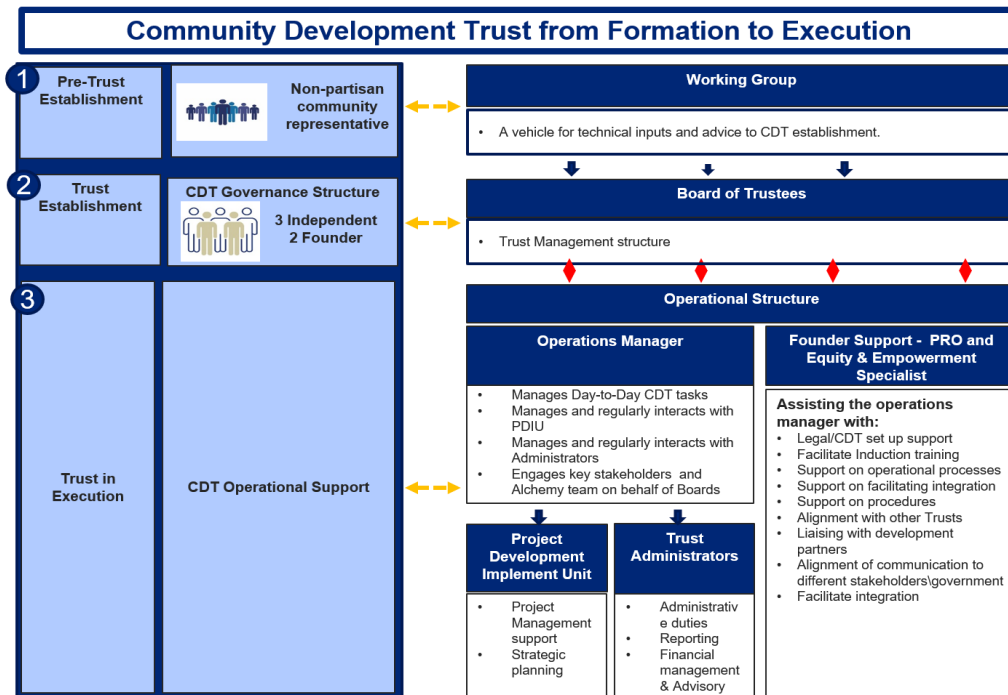 Community Development Trust from Formation to Execution
1
Pre-Trust
Establishment
Non-partisan
community
representative
Working Group
• A vehicle for technical inputs and advice to CDT establishment.
2
Trust
Establishment
CDT Governance Structure
3 Independent
2 Founder
Board of Trustees
• Trust Management structure
3
Trust in
Execution
CDT Operational Support
Operational Structure
Operations Manager
• Manages Day-to-Day CDT tasks
• Manages and regularly interacts with
PDIU
• Manages and regularly interacts with
Administrators
• Engages key stakeholders and
Alchemy team on behalf of Boards
Founder Support - PRO and
Equity & Empowerment
Specialist
Assisting the operations
manager with:
• Legal/CDT set up support
• Facilitate Induction training
• Support on operational processes
• Support on facilitating integration
• Support on procedures
• Alignment with other Trusts
• Liaising with development
partners
• Alignment of communication to
different stakeholders\government
• Facilitate integration
Project
Development
Implement Unit
• Project
Management
support
• Strategic
planning
Trust
Administrators
• Administrativ
e duties
• Reporting
• Financial
management
& Advisory